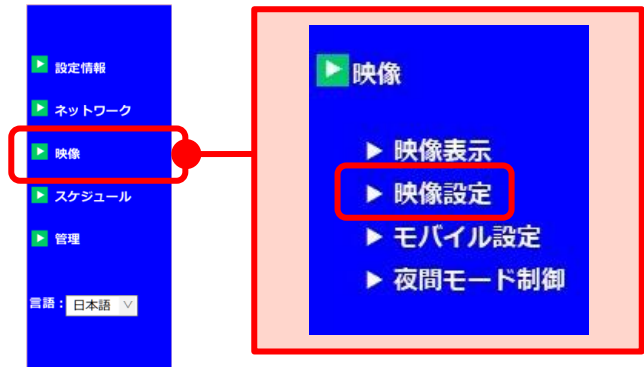 設定情報
ネットワーク
映像
スケジュール
管理
言語：日本語
映像
映像表示
映像設定
モバイル設定
夜間モード制御